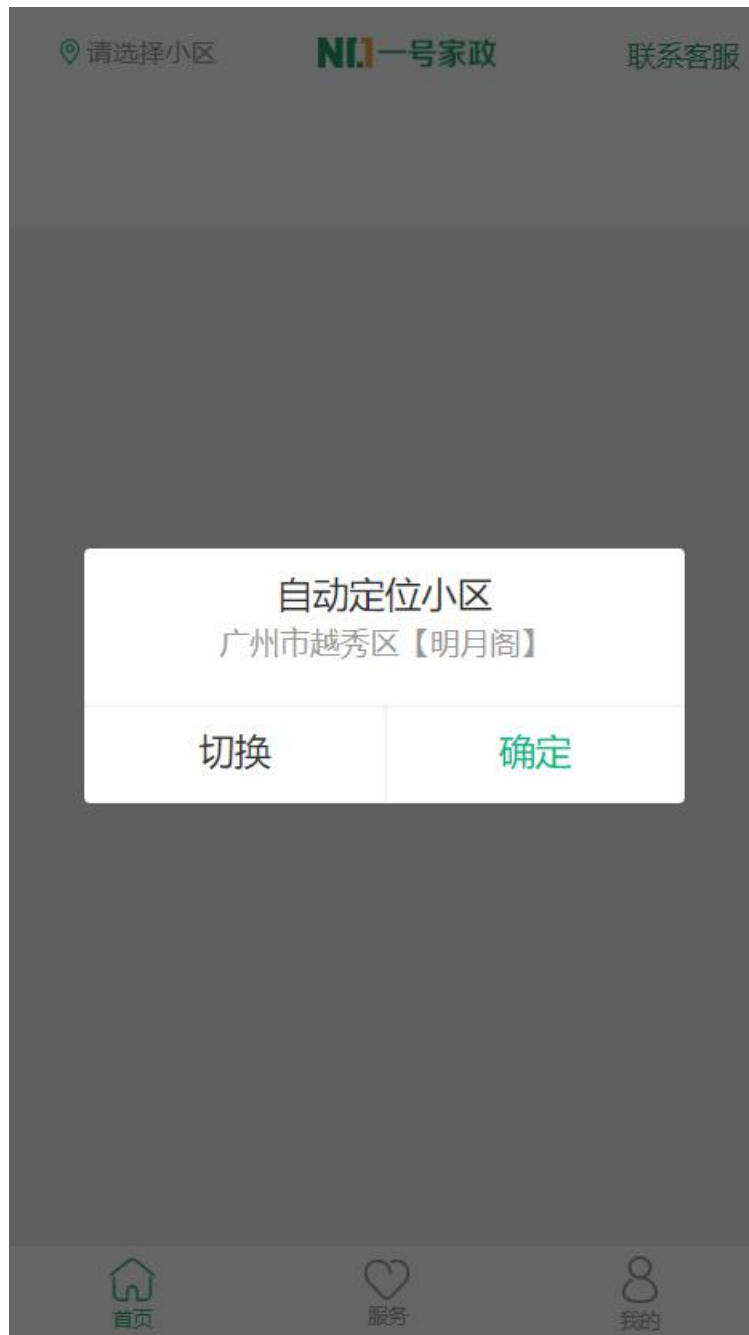 请选择小区
NO.1一号家政
联系客服
自动定位小区
广州市越秀区【明月阁】
切换
确定
首页
服务
我的